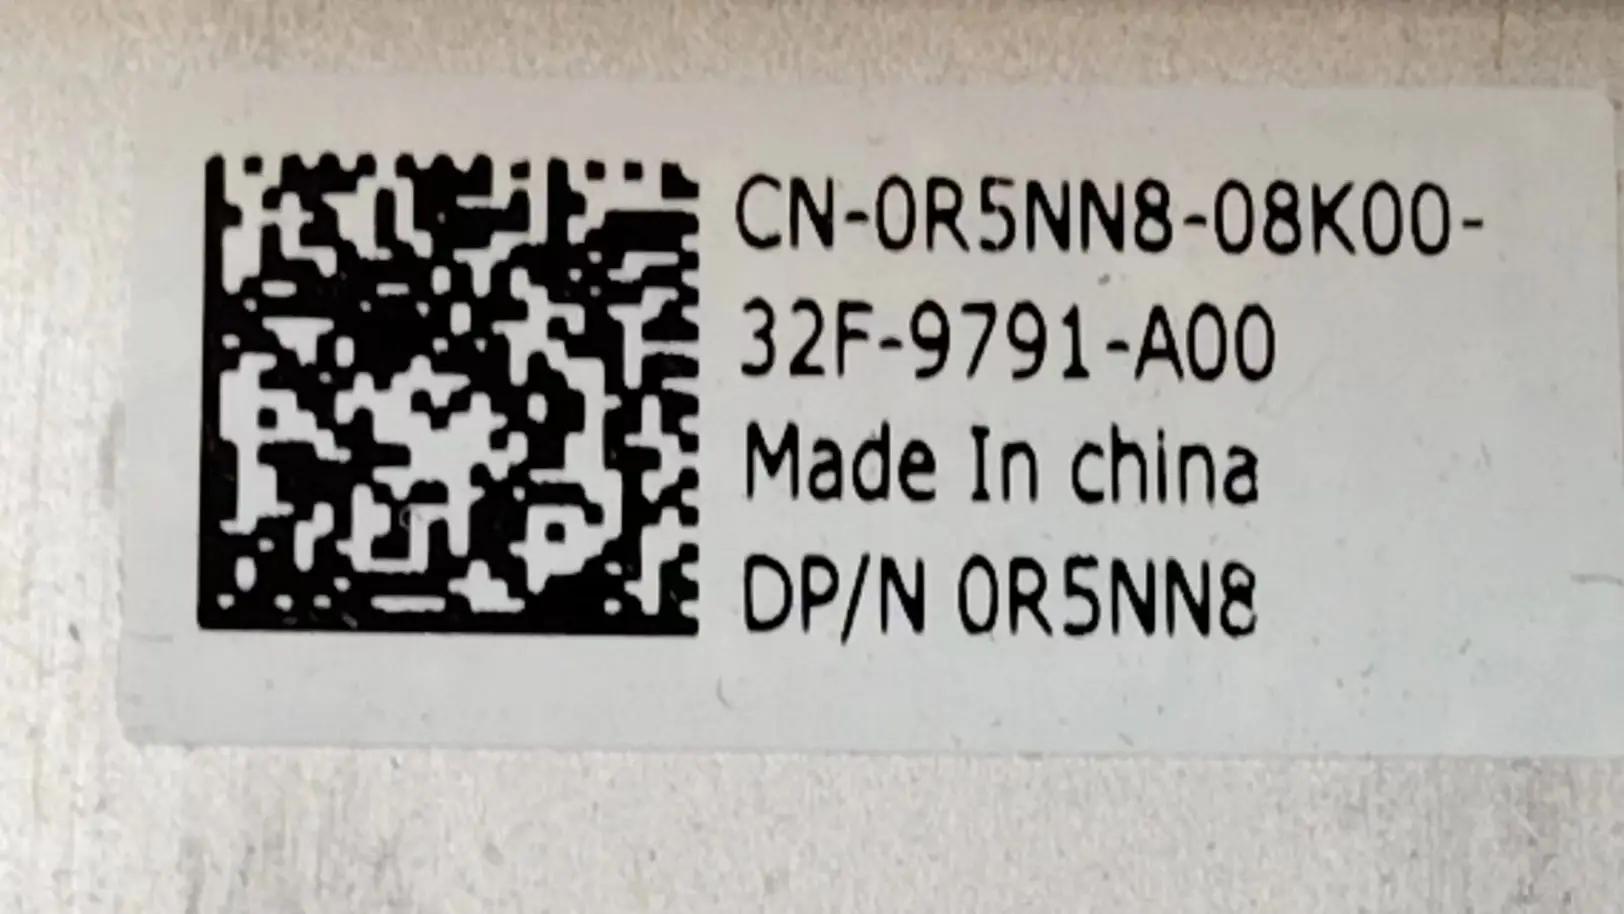 CN-0R5NN8-08K00-
32F-9791-A00
Made In china
DP/N 0R5NN8